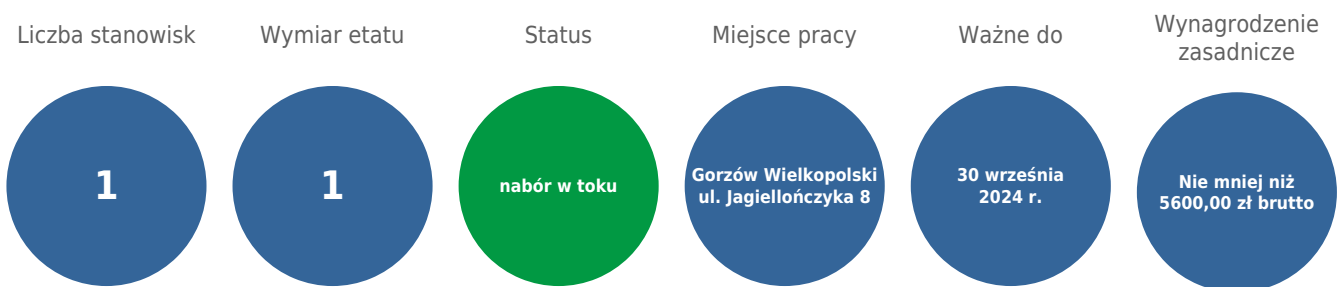 Liczba stanowisk
Wymiar etatu
Status
Miejsce pracy
Ważne do
Wynagrodzenie
zasadnicze
1
1
nabór w toku
Gorzów Wielkopolski
ul. Jagiellończyka 8
30 września
2024 r.
Nie mniej niż
5600,00 zł brutto